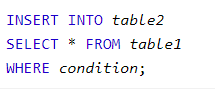 INSERT INTO table2
SELECT * FROM table1
WHERE condition;